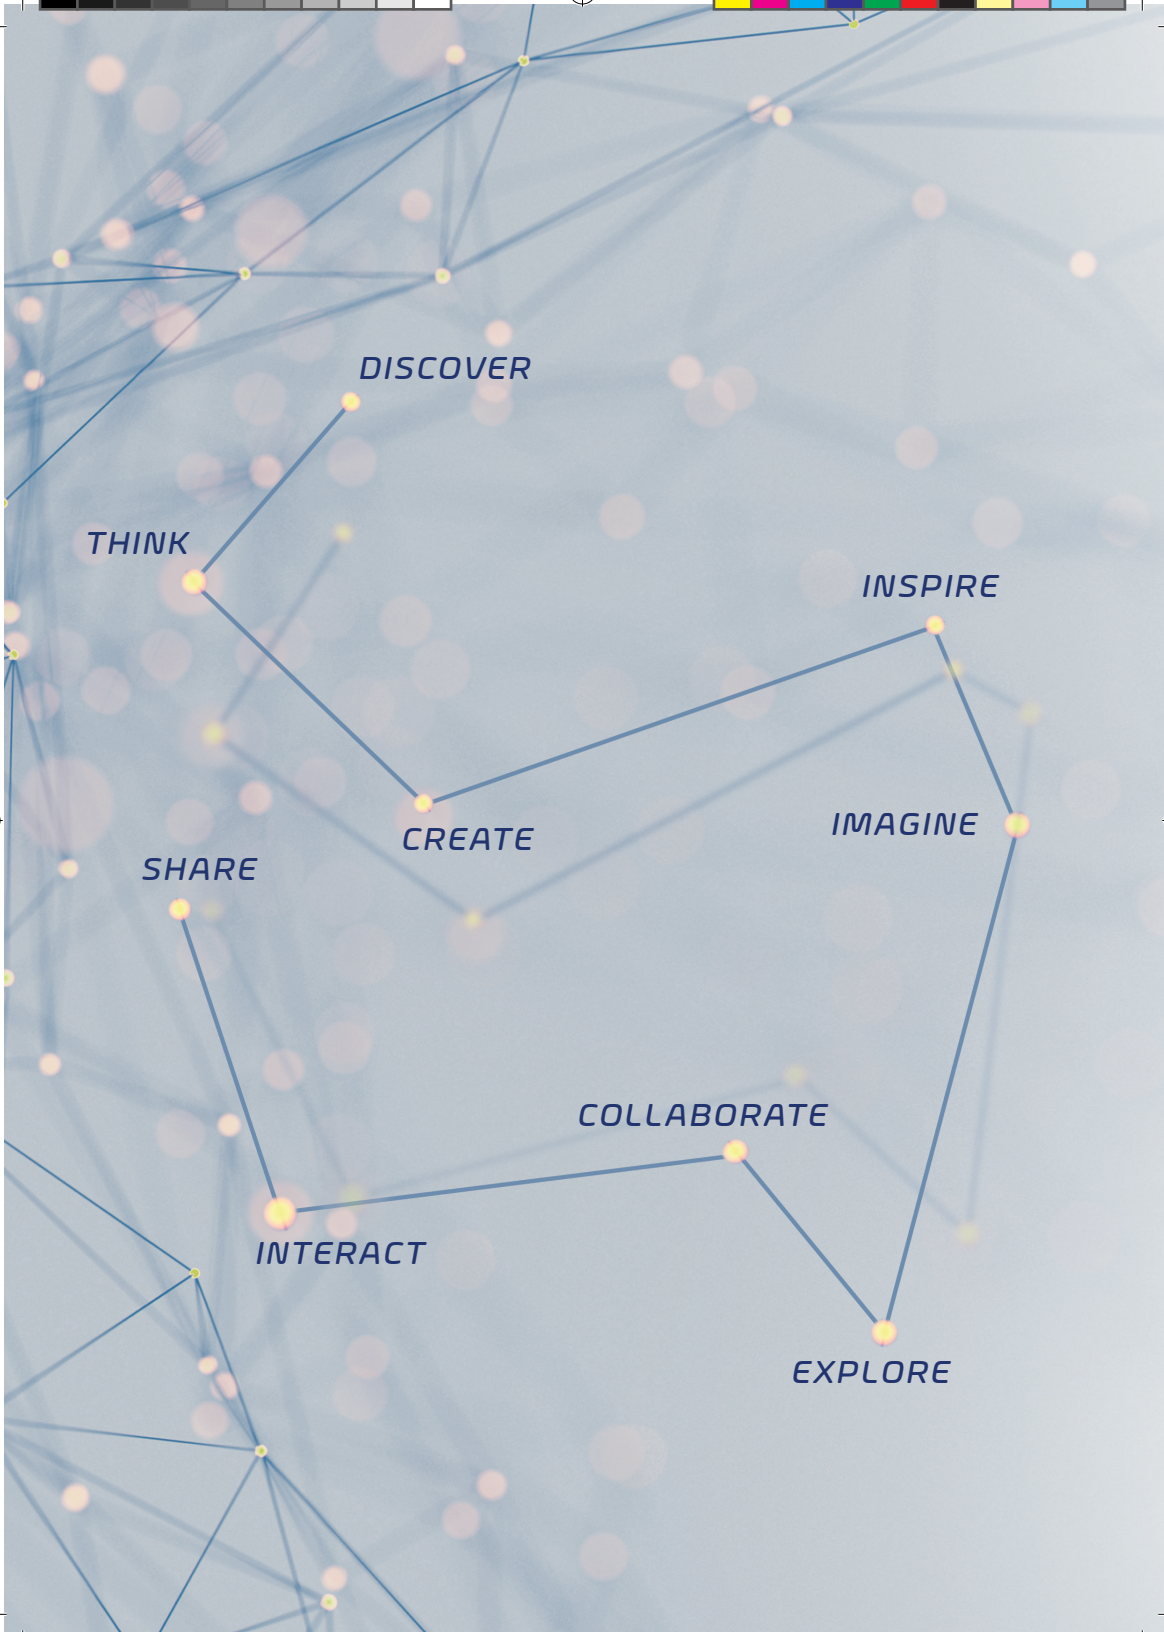 DISCOVER
THINK
INSPIRE
CREATE
IMAGINE
SHARE
COLLABORATE
INTERACT
EXPLORE